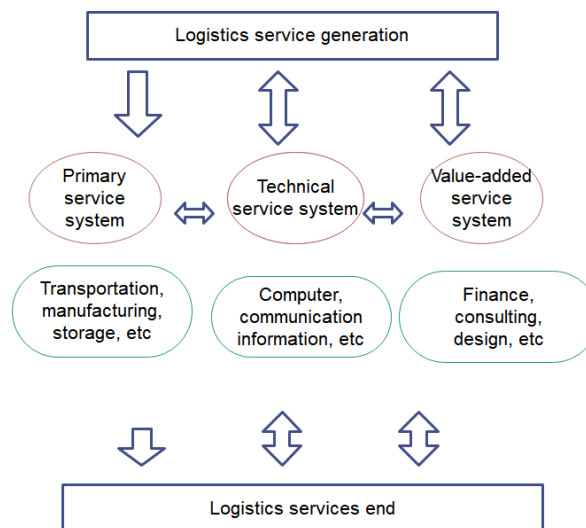 Logistics service generation
Primary
service
system
Technical
service system
Value-added
service
system
Transportation,
manufacturing,
storage, etc
Computer,
communication
information, etc
Finance,
consulting,
design, etc
Logistics services end